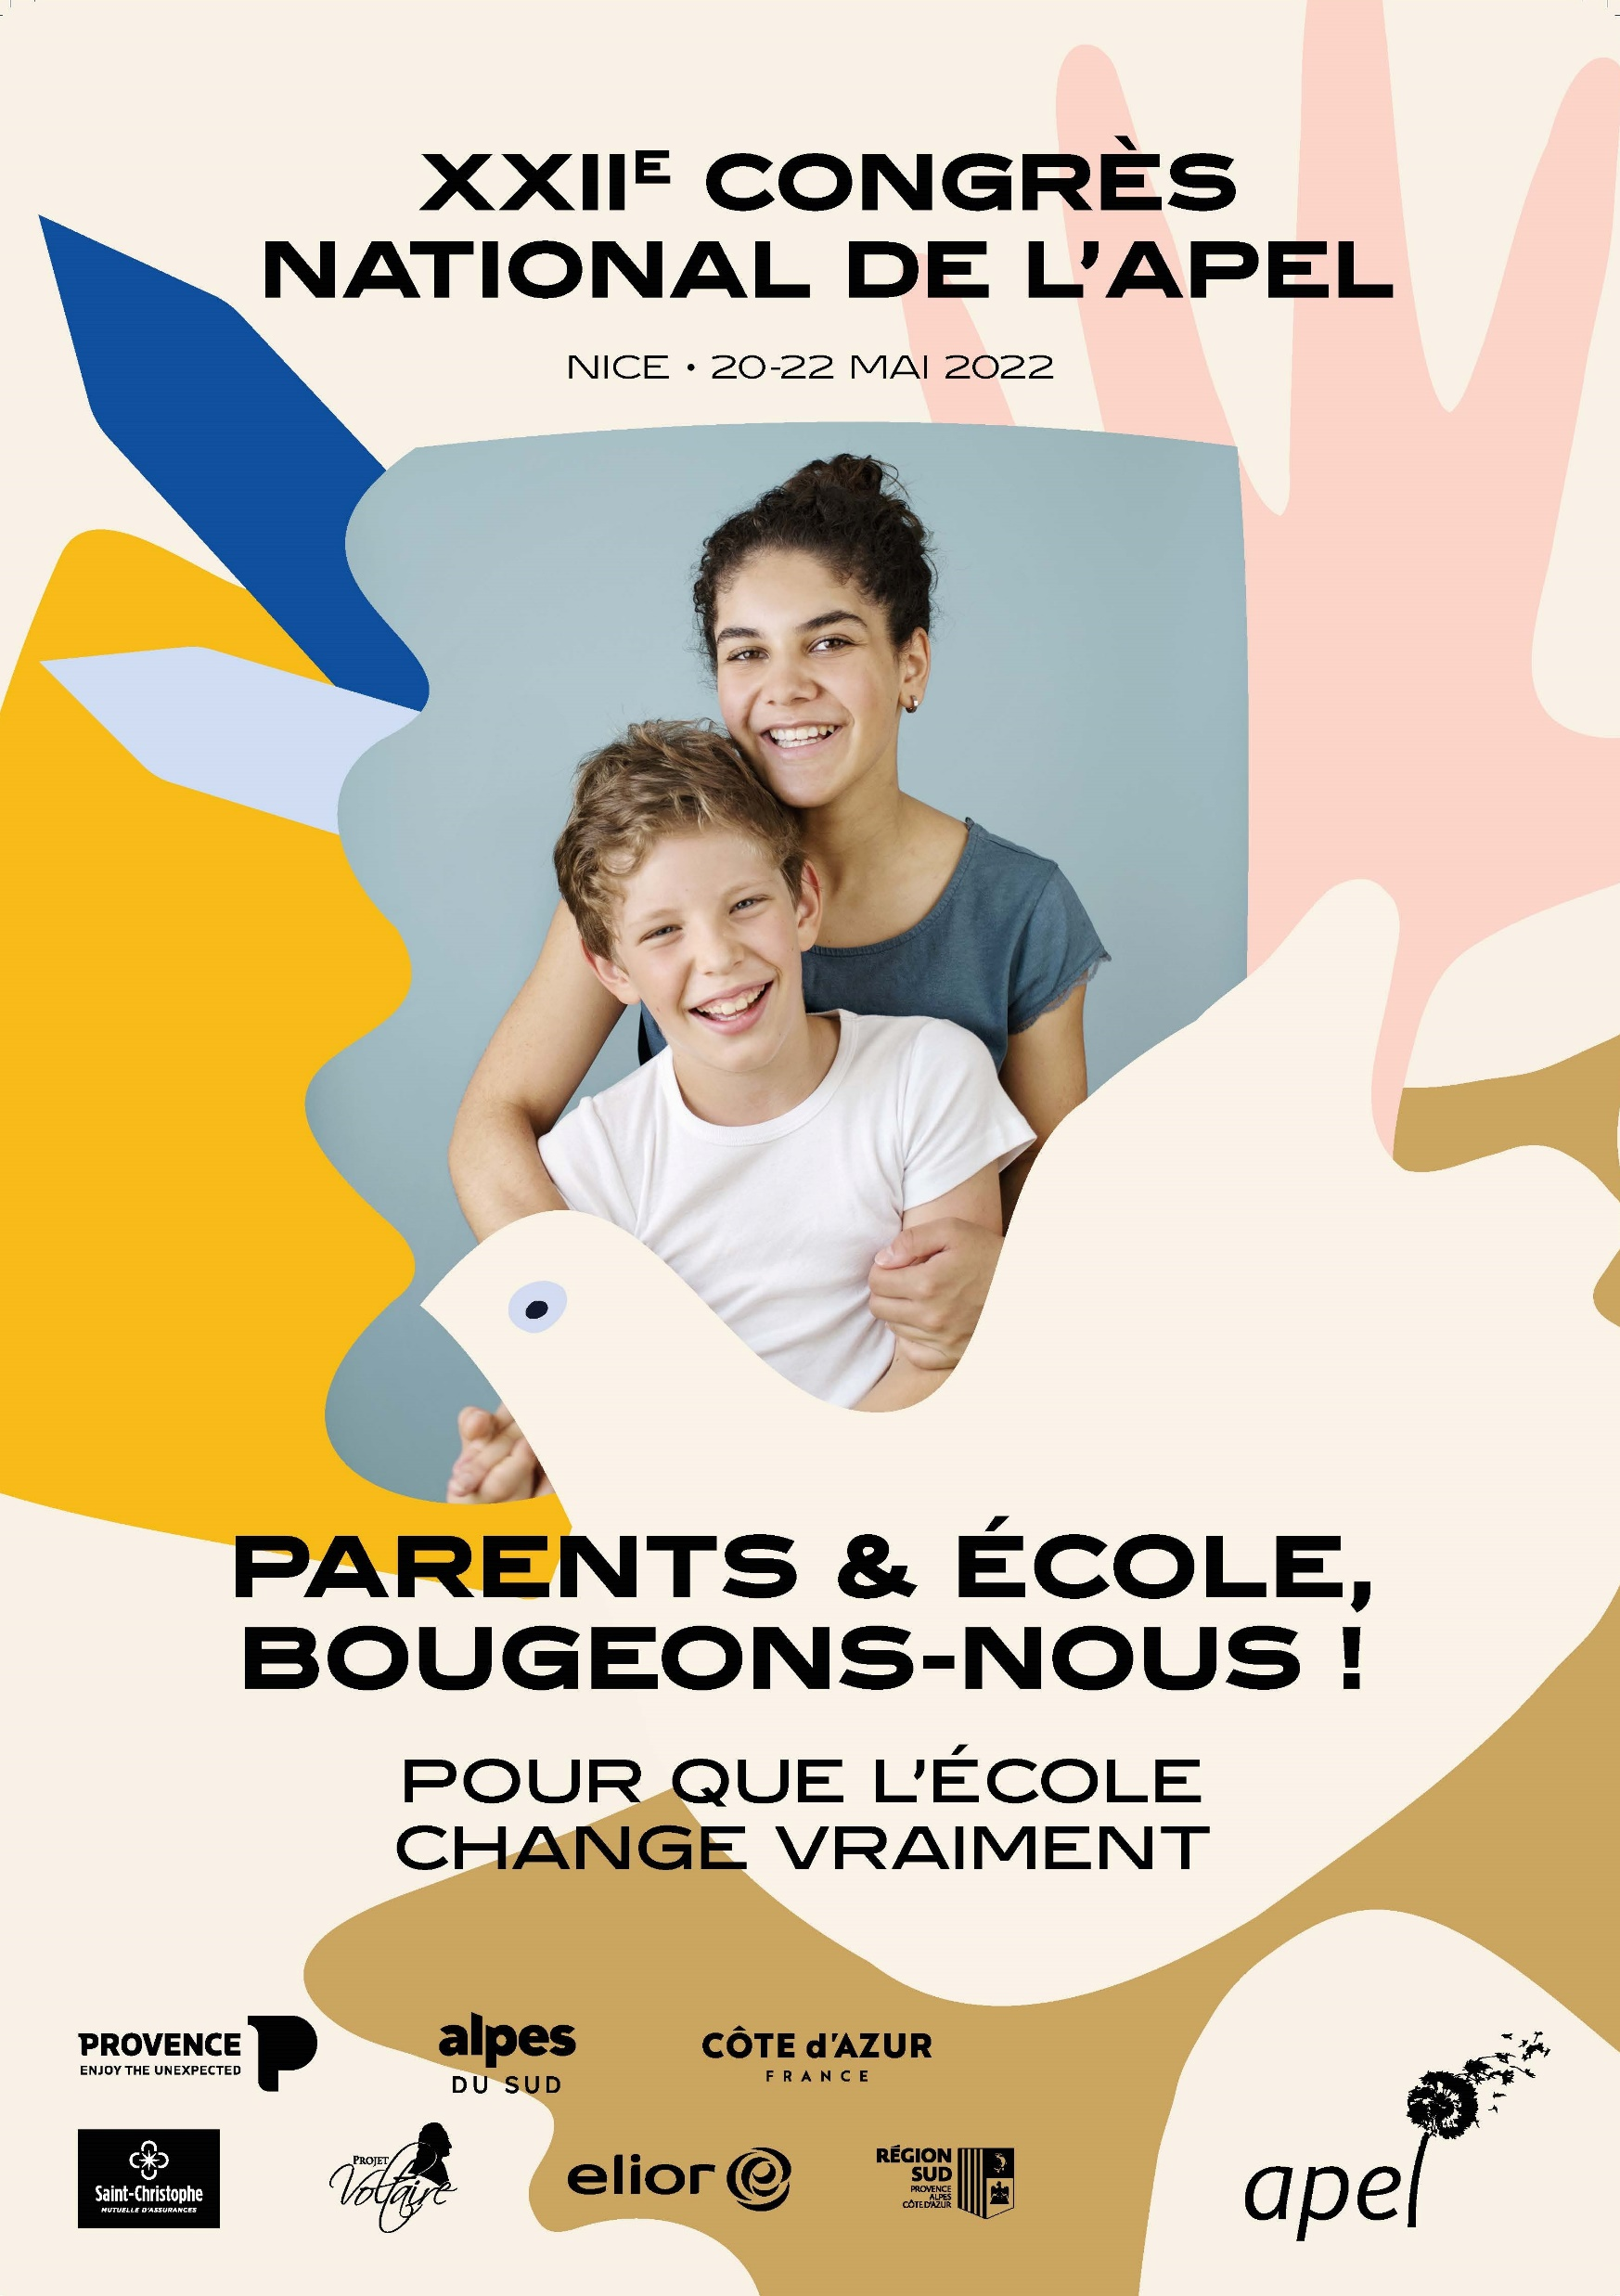 XXIIE CONGRÈS
NATIONAL DE L'APEL
NICE • 20-22 MAI 2022
PARENTS & ÉCOLE,
BOUGEONS-NOUS !
POUR QUE L'ÉCOLE
CHANGE VRAIMENT
PROVENCE
ENJOY THE UNEXPECTED
alpes
DU SUD
CÔTE d'AZUR
FRANCE
Saint-Christophe
MUTUELLE D'ASSURANCES
PROJET
Voltaire
elior
RÉGION
SUD
PROVENCE
ALPES
CÔTE D'AZUR
apel